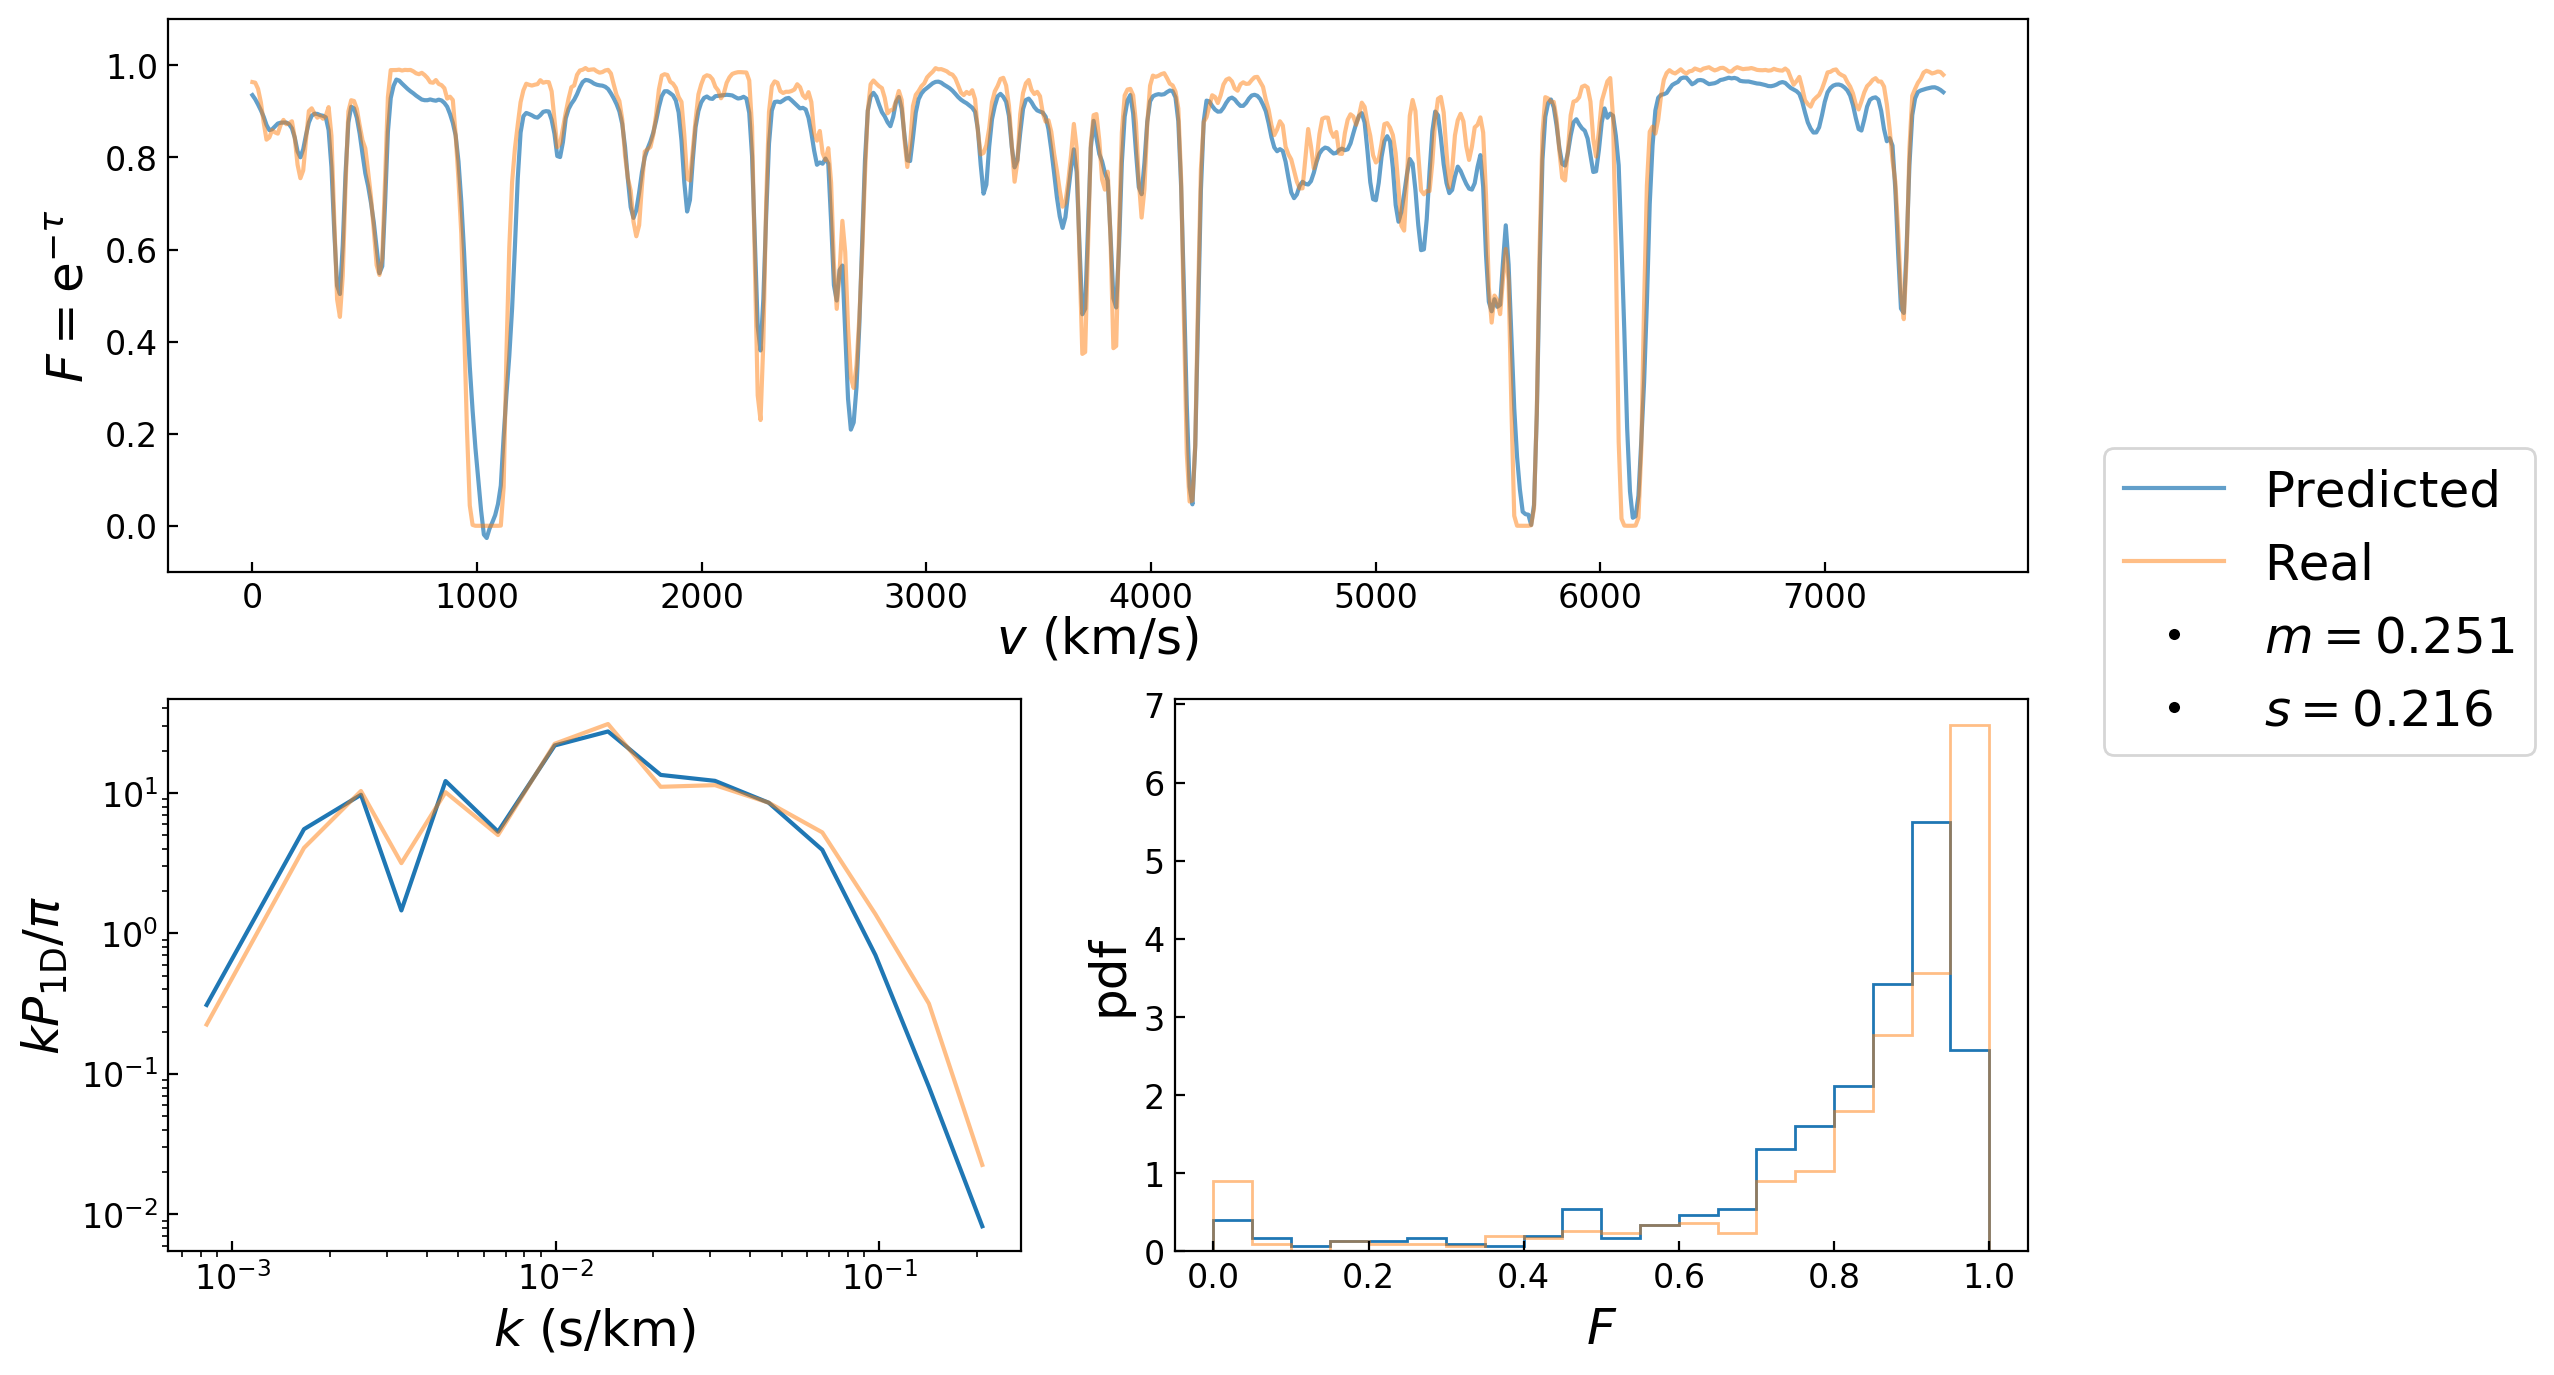 1.0
0.8
0.6
0.4
0.2
0.0
F = e^{−τ}
0 1000 2000 3000 4000 5000 6000 7000
v (km/s)
Predicted
Real
m = 0.251
s = 0.216
10^1
10^0
10^{−1}
10^{−2}
kP_{1D}/π
10^{−3} 10^{−2} 10^{−1}
k (s/km)
7
6
5
4
3
2
1
0
pdf
0.0 0.2 0.4 0.6 0.8 1.0
F